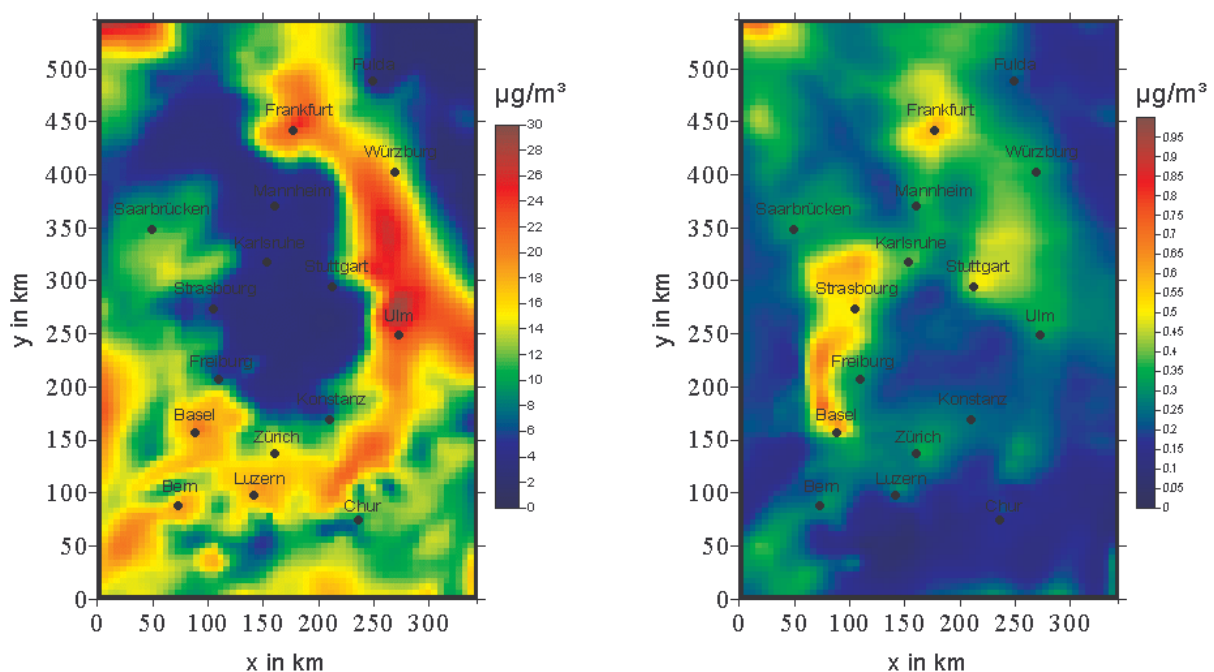 500
450
400
350
300
250
200
150
100
50
0
y in km
0
50
100
150
200
250
300
x in km
Fulda
Frankfurt
Würzburg
Mannheim
Saarbrücken
Karlsruhe
Stuttgart
Strasbourg
Ulm
Freiburg
Konstanz
Basel
Zürich
Bern
Luzern
Chur
µg/m³
30
28
26
24
22
20
18
16
14
12
10
8
6
4
2
0
500
450
400
350
300
250
200
150
100
50
0
y in km
0
50
100
150
200
250
300
x in km
Fulda
Frankfurt
Würzburg
Mannheim
Saarbrücken
Karlsruhe
Stuttgart
Strasbourg
Ulm
Freiburg
Konstanz
Basel
Zürich
Bern
Luzern
Chur
µg/m³
0.95
0.9
0.85
0.8
0.75
0.7
0.65
0.6
0.55
0.5
0.45
0.4
0.35
0.3
0.25
0.2
0.15
0.1
0.05
0